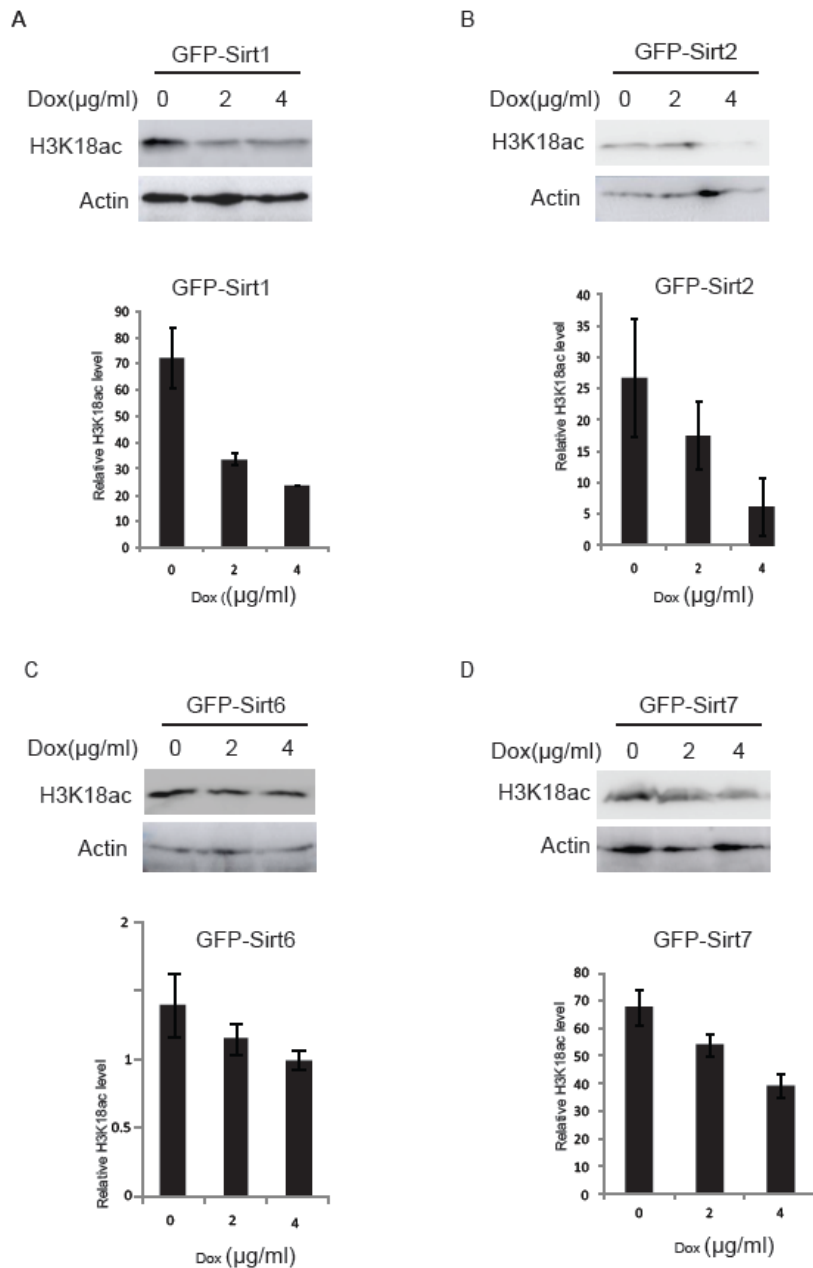 A
GFP-Sirt1
Dox(µg/ml) 0 2 4
H3K18ac
Actin
GFP-Sirt1
Relative H3K18ac level
90
80
70
60
50
40
30
20
10
0
0 2 4
Dox ((µg/ml)
B
GFP-Sirt2
Dox(µg/ml) 0 2 4
H3K18ac
Actin
GFP-Sirt2
Relative H3K18ac level
40
35
30
25
20
15
10
5
0
0 2 4
Dox (µg/ml)
C
GFP-Sirt6
Dox(µg/ml) 0 2 4
H3K18ac
Actin
GFP-Sirt6
Relative H3K18ac level
2
1
0.5
0
0 2 4
Dox (µg/ml)
D
GFP-Sirt7
Dox(µg/ml) 0 2 4
H3K18ac
Actin
GFP-Sirt7
Relative H3K18ac level
80
70
60
50
40
30
20
10
0
0 2 4
Dox (µg/ml)